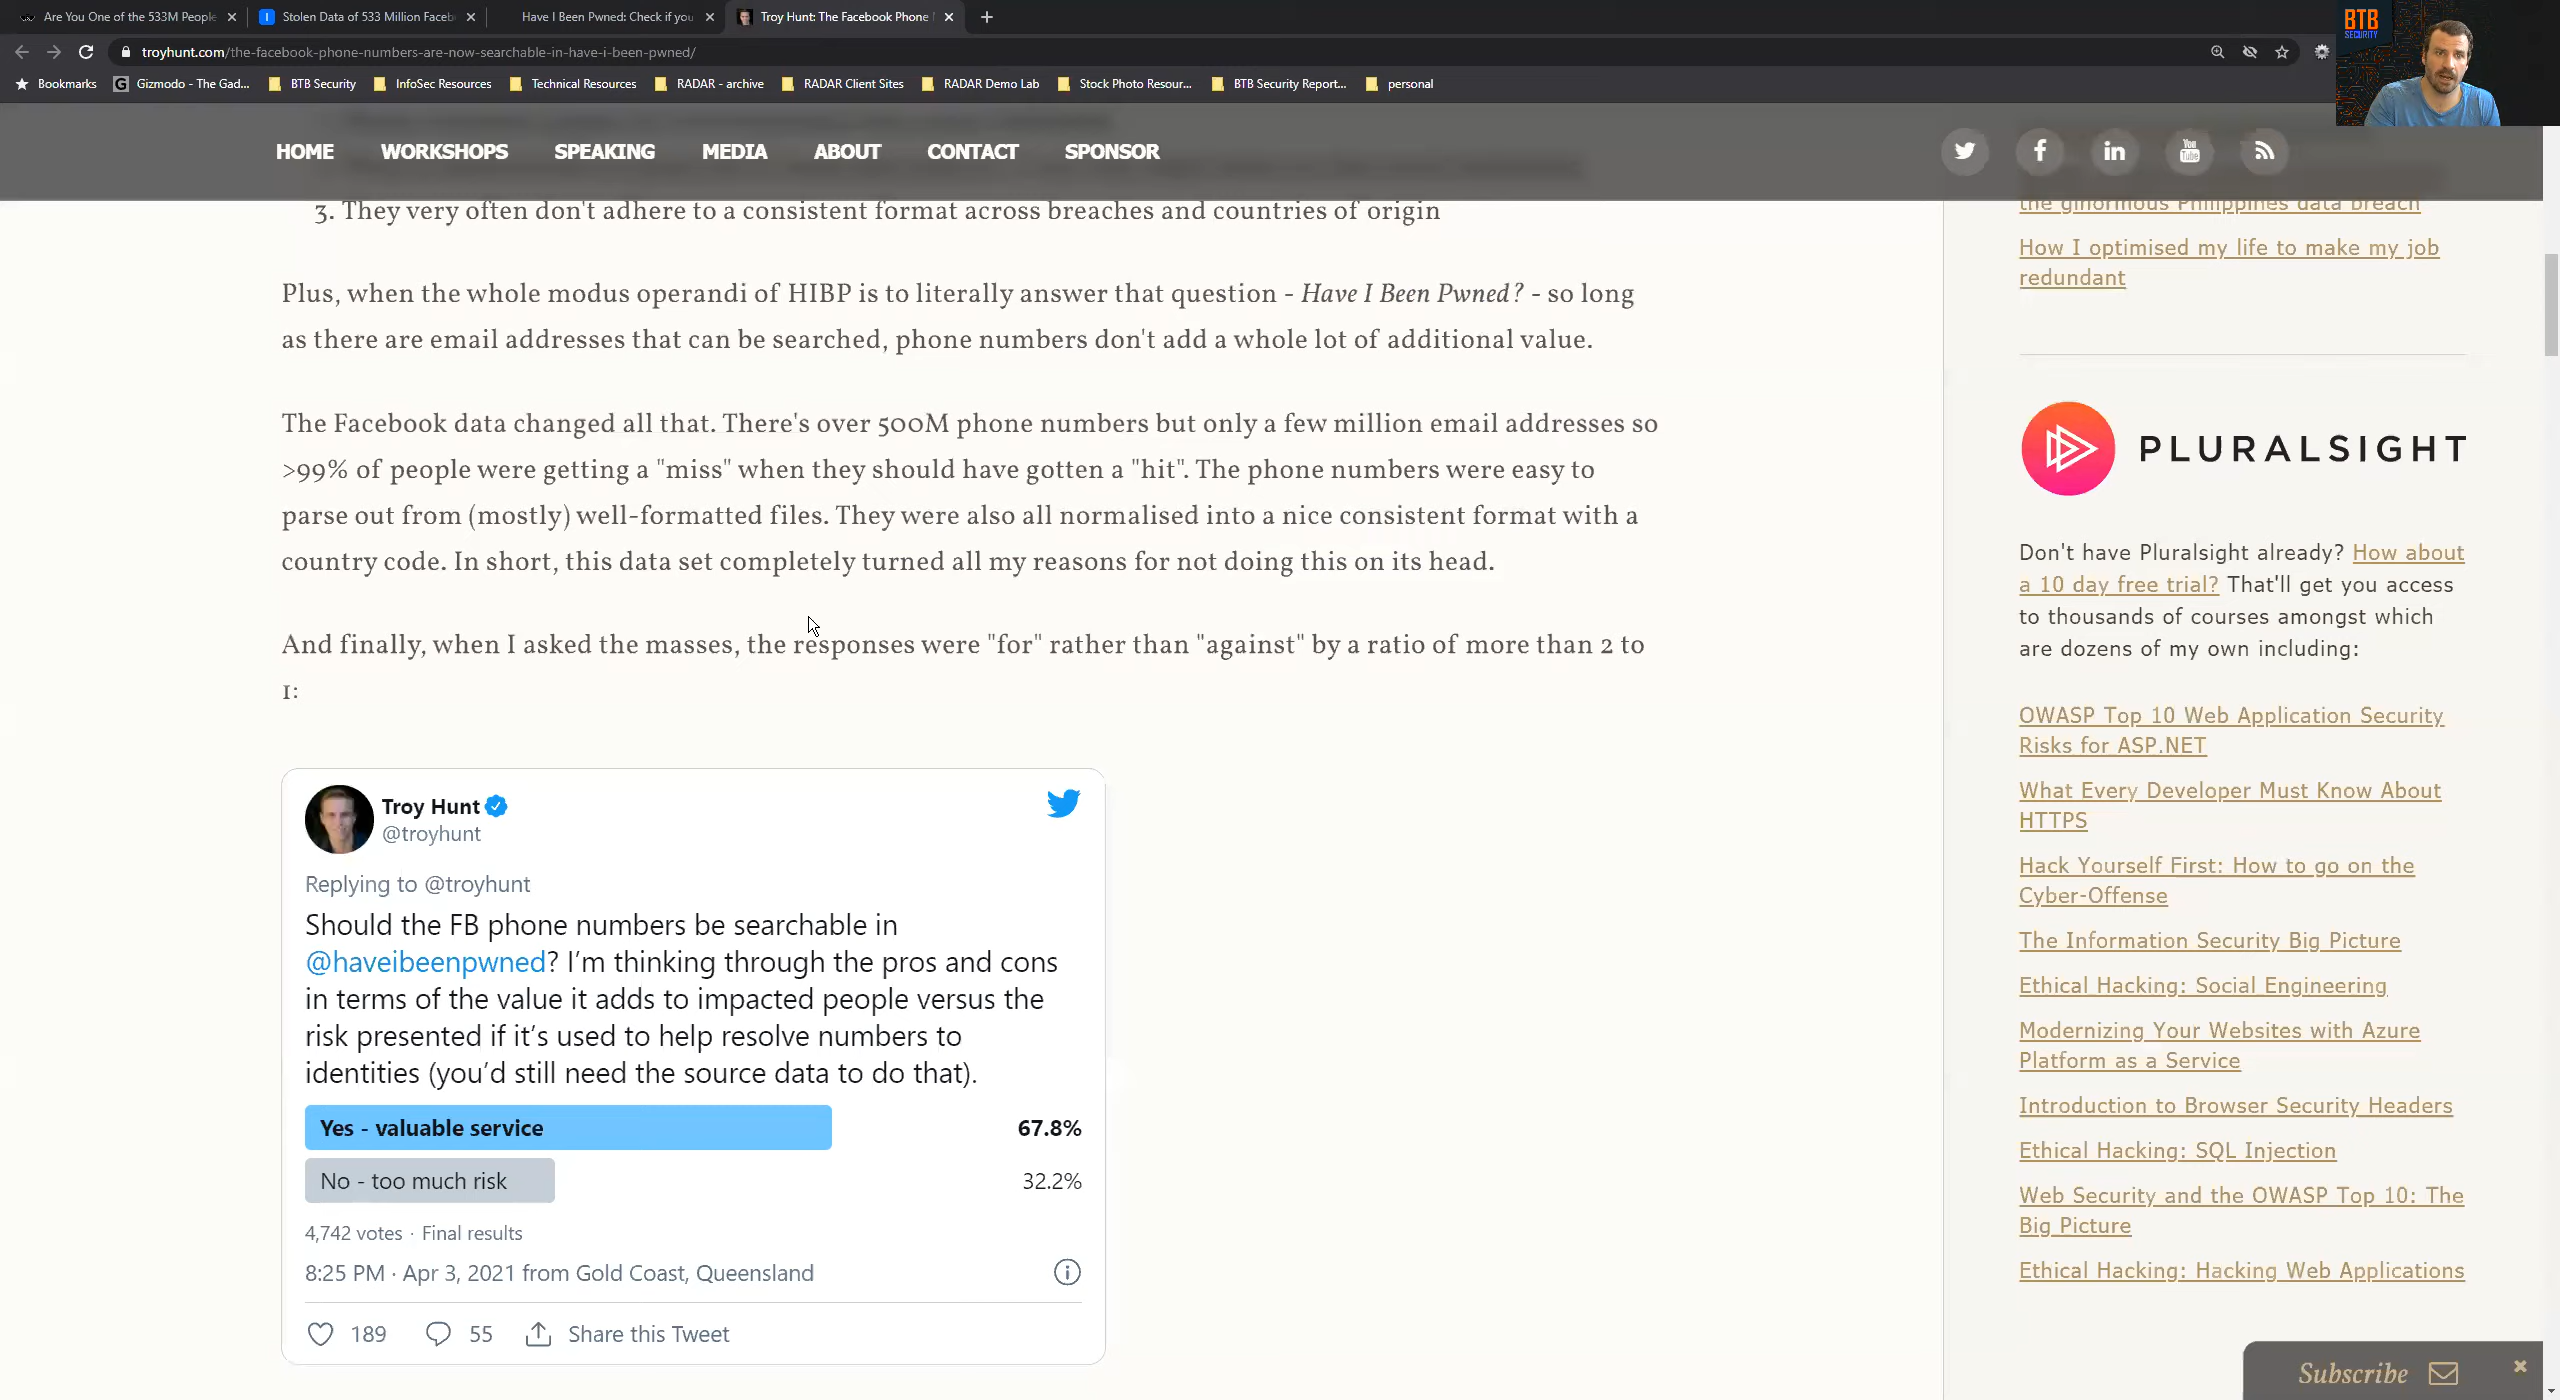 Are You One of the 533M People
Stolen Data of 533 Million Faceb
Have I Been Pwned: Check if you
Troy Hunt: The Facebook Phone
troyhunt.com/the-facebook-phone-numbers-are-now-searchable-in-have-i-been-pwned/
BTB
SECURITY
Bookmarks
Gizmodo - The Gad...
BTB Security
InfoSec Resources
Technical Resources
RADAR - archive
RADAR Client Sites
RADAR Demo Lab
Stock Photo Resour...
BTB Security Report...
personal
HOME
WORKSHOPS
SPEAKING
MEDIA
ABOUT
CONTACT
SPONSOR
3. They very often don't adhere to a consistent format across breaches and countries of origin
Plus, when the whole modus operandi of HIBP is to literally answer that question - Have I Been Pwned? - so long
as there are email addresses that can be searched, phone numbers don't add a whole lot of additional value.
The Facebook data changed all that. There's over 500M phone numbers but only a few million email addresses so
>99% of people were getting a "miss" when they should have gotten a "hit". The phone numbers were easy to
parse out from (mostly) well-formatted files. They were also all normalised into a nice consistent format with a
country code. In short, this data set completely turned all my reasons for not doing this on its head.
And finally, when I asked the masses, the responses were "for" rather than "against" by a ratio of more than 2 to
1:
Troy Hunt
@troyhunt
Replying to @troyhunt
Should the FB phone numbers be searchable in
@haveibeenpwned? I'm thinking through the pros and cons
in terms of the value it adds to impacted people versus the
risk presented if it's used to help resolve numbers to
identities (you'd still need the source data to do that).
Yes - valuable service 67.8%
No - too much risk 32.2%
4,742 votes · Final results
8:25 PM · Apr 3, 2021 from Gold Coast, Queensland
189 55 Share this Tweet
the ginormous Philippines data breach
How I optimised my life to make my job
redundant
PLURALSIGHT
Don't have Pluralsight already? How about
a 10 day free trial? That'll get you access
to thousands of courses amongst which
are dozens of my own including:
OWASP Top 10 Web Application Security
Risks for ASP.NET
What Every Developer Must Know About
HTTPS
Hack Yourself First: How to go on the
Cyber-Offense
The Information Security Big Picture
Ethical Hacking: Social Engineering
Modernizing Your Websites with Azure
Platform as a Service
Introduction to Browser Security Headers
Ethical Hacking: SQL Injection
Web Security and the OWASP Top 10: The
Big Picture
Ethical Hacking: Hacking Web Applications
Subscribe